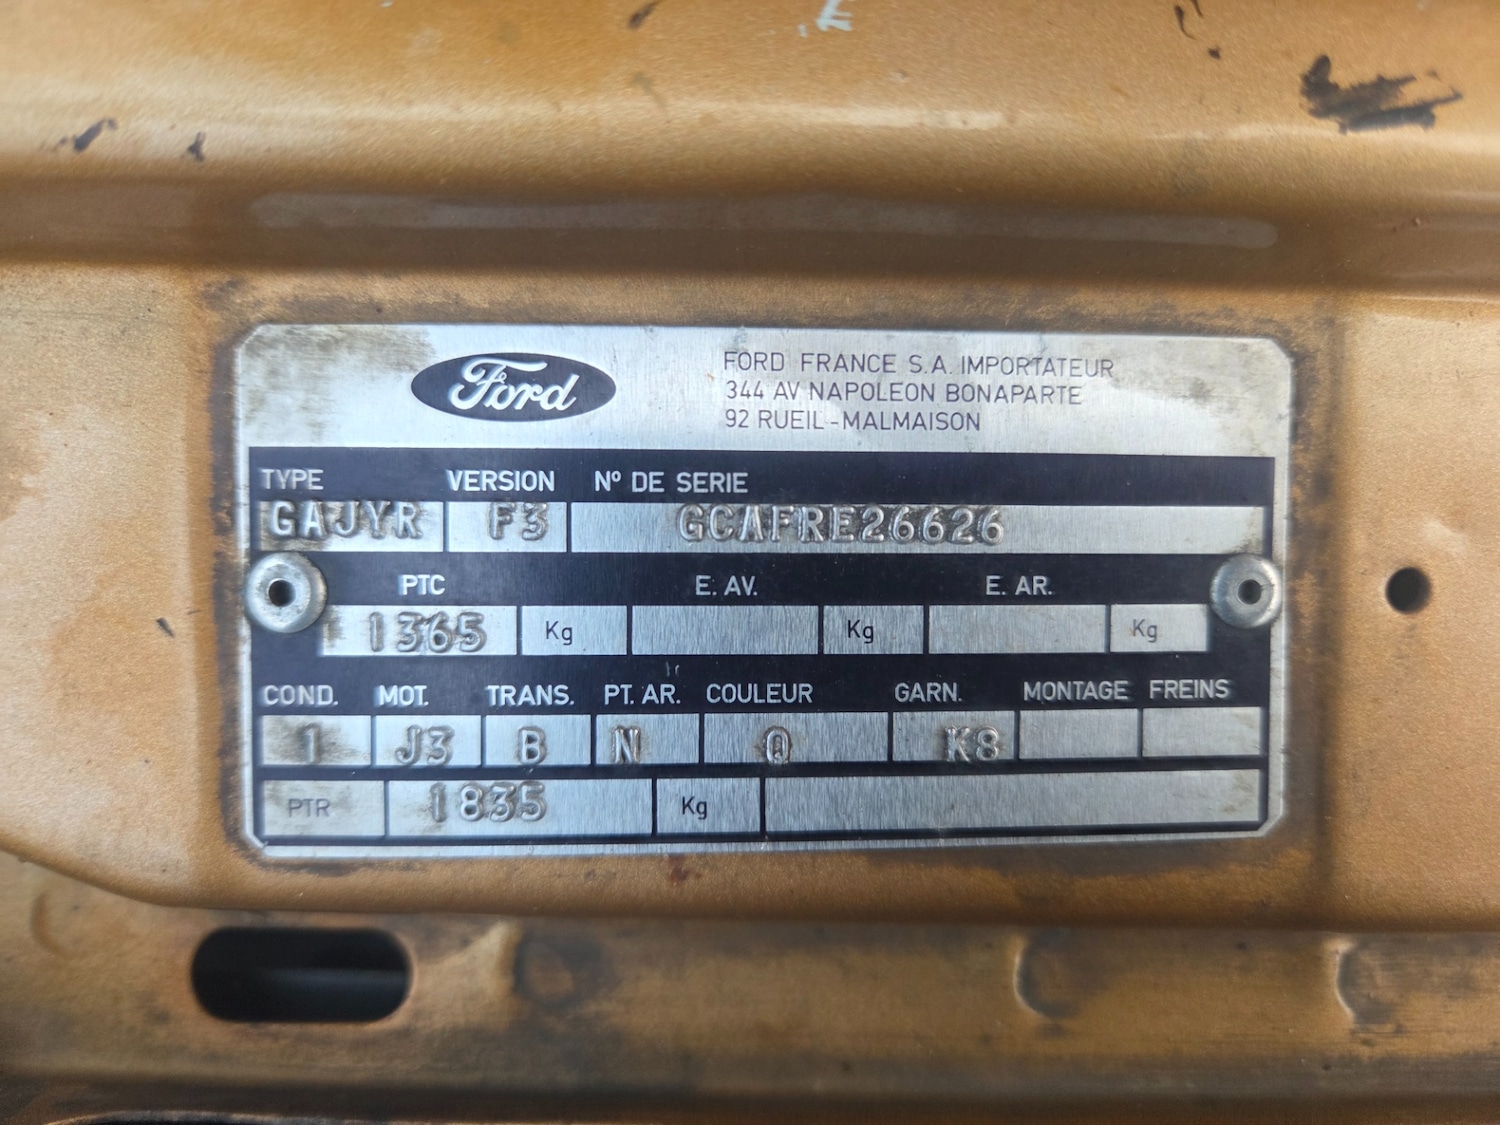 Ford
FORD FRANCE S.A. IMPORTATEUR
344 AV NAPOLEON BONAPARTE
92 RUEIL-MALMAISON
TYPE VERSION Nº DE SERIE
GAJYR F3 GCAFRE26626
PTC E. AV. E. AR.
1365 Kg Kg Kg
COND. MOT. TRANS. PT. AR. COULEUR GARN. MONTAGE FREINS
1 J3 B N Q K8
PTR 1835 Kg